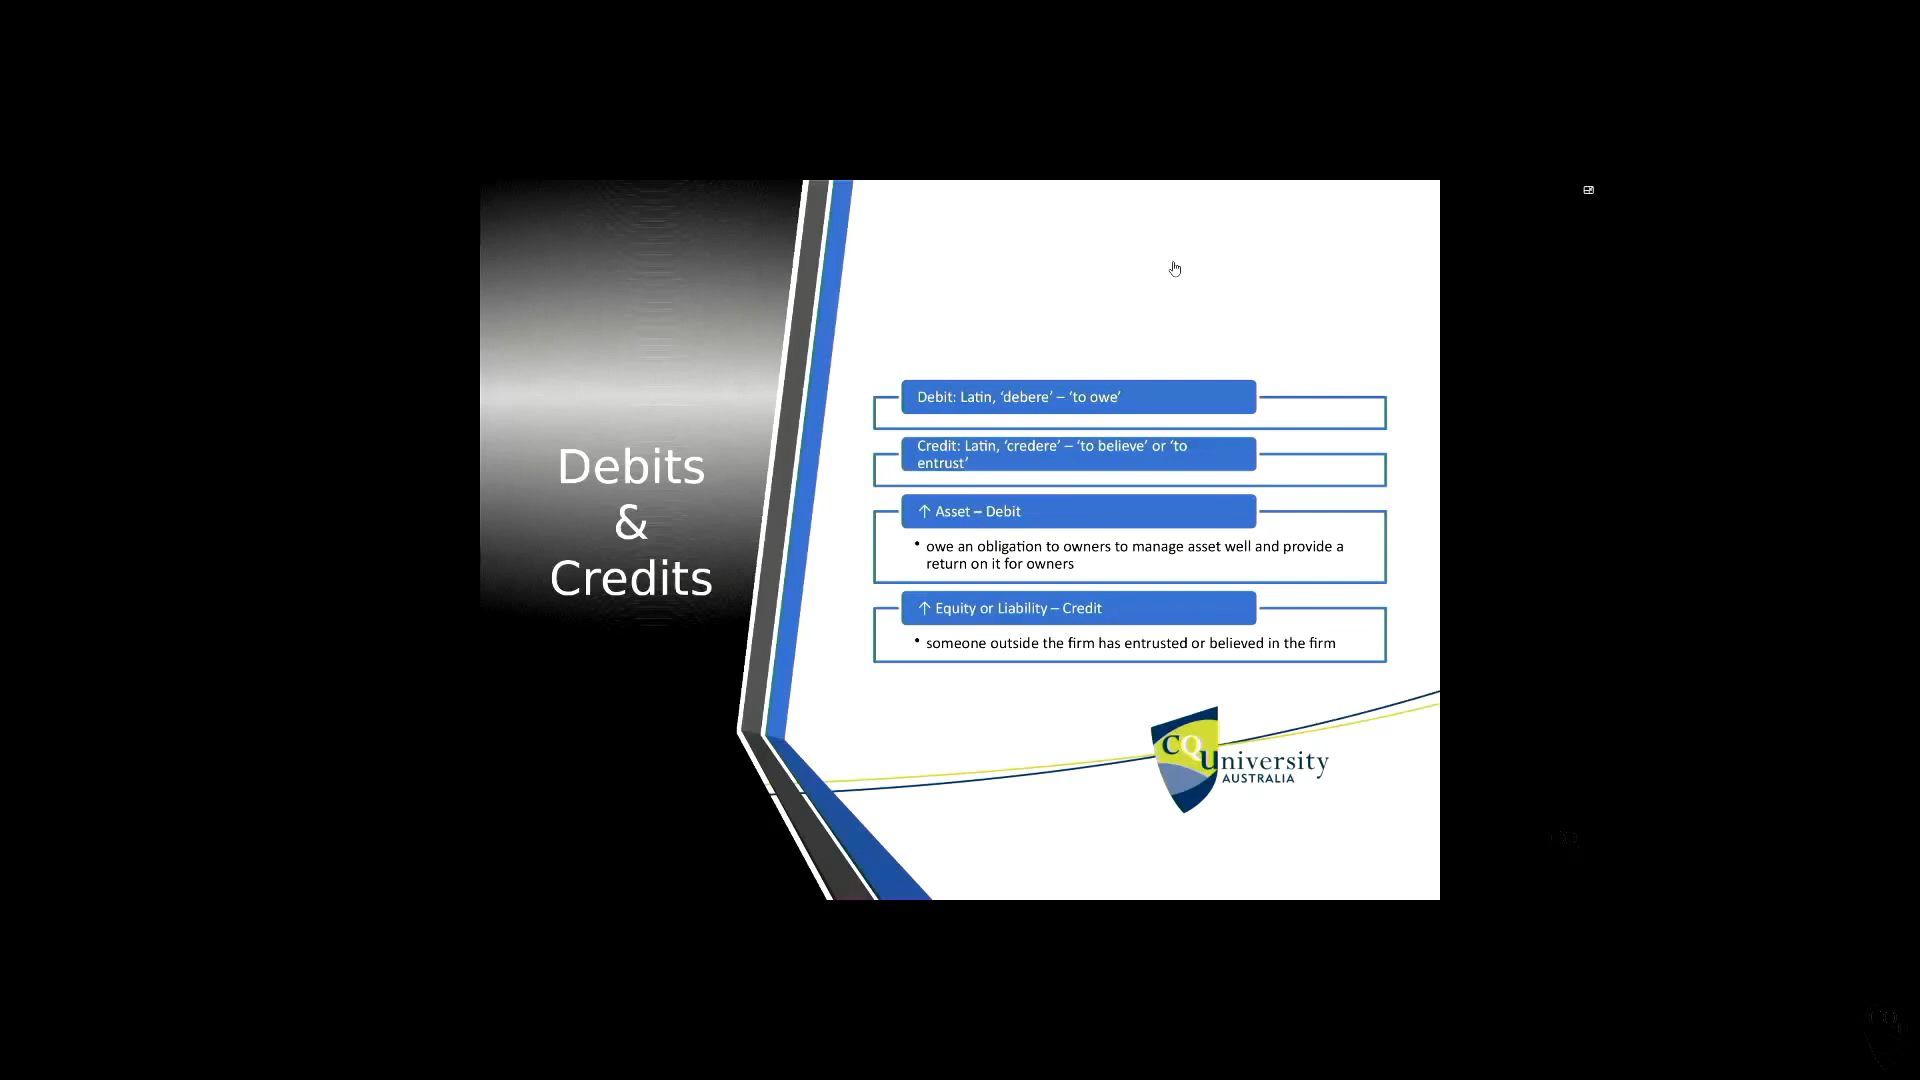 Debits
&
Credits
Debit: Latin, ‘debere’ – ‘to owe’
Credit: Latin, ‘credere’ – ‘to believe’ or ‘to
entrust’
↑ Asset – Debit
• owe an obligation to owners to manage asset well and provide a
return on it for owners
↑ Equity or Liability – Credit
• someone outside the firm has entrusted or believed in the firm
CQUniversity
AUSTRALIA